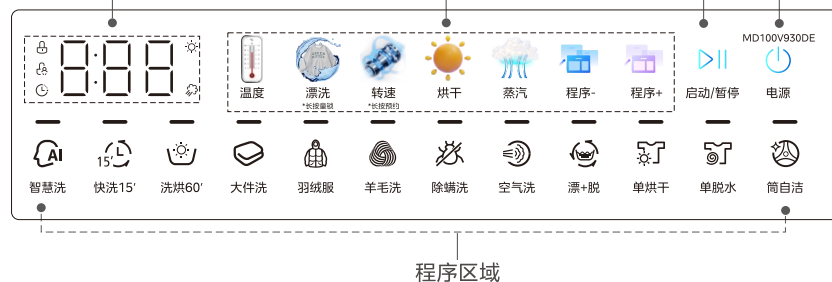 8:88
MD100V930DE
温度 漂洗 转速 烘干 蒸汽 程序- 程序+ 启动/暂停 电源
*长按童锁 *长按预约
AI 15'
智慧洗 快洗15' 洗烘60' 大件洗 羽绒服 羊毛洗 除螨洗 空气洗 漂+脱 单烘干 单脱水 筒自洁
程序区域